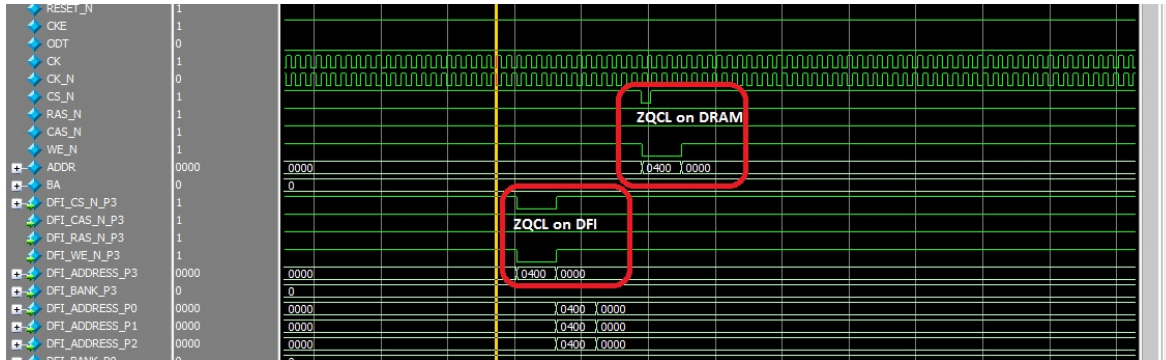 RESET_N 1
CKE 1
ODT 0
CK 1
CK_N 0
CS_N 1
RAS_N 1 ZQCL on DRAM
CAS_N 1
WE_N 1
ADDR 0000 0000 0400 0000
BA 0 0
DFI_CS_N_P3 1
DFI_CAS_N_P3 1 ZQCL on DFI
DFI_RAS_N_P3 1
DFI_WE_N_P3 1
DFI_ADDRESS_P3 0000 0000 0400 0000
DFI_BANK_P3 0 0
DFI_ADDRESS_P0 0000 0000 0400 0000
DFI_ADDRESS_P1 0000 0000 0400 0000
DFI_ADDRESS_P2 0000 0000 0400 0000